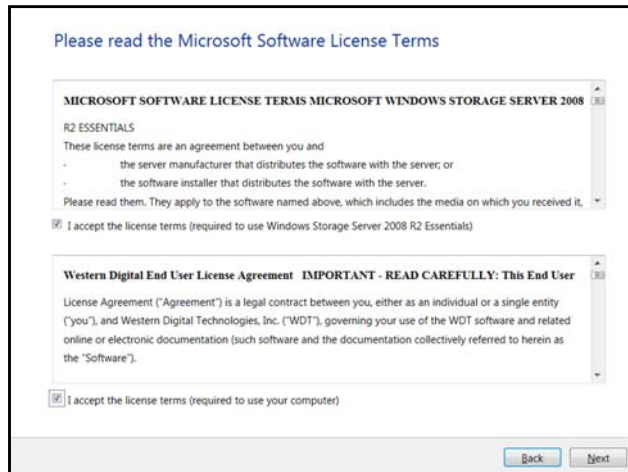 Please read the Microsoft Software License Terms
MICROSOFT SOFTWARE LICENSE TERMS MICROSOFT WINDOWS STORAGE SERVER 2008
R2 ESSENTIALS
These license terms are an agreement between you and
· the server manufacturer that distributes the software with the server; or
· the software installer that distributes the software with the server.
Please read them. They apply to the software named above, which includes the media on which you received it,
I accept the license terms (required to use Windows Storage Server 2008 R2 Essentials)
Western Digital End User License Agreement IMPORTANT - READ CAREFULLY: This End User
License Agreement ("Agreement") is a legal contract between you, either as an individual or a single entity
("you"), and Western Digital Technologies, Inc. ("WDT"), governing your use of the WDT software and related
online or electronic documentation (such software and the documentation collectively referred to herein as
the "Software").
I accept the license terms (required to use your computer)
Back Next